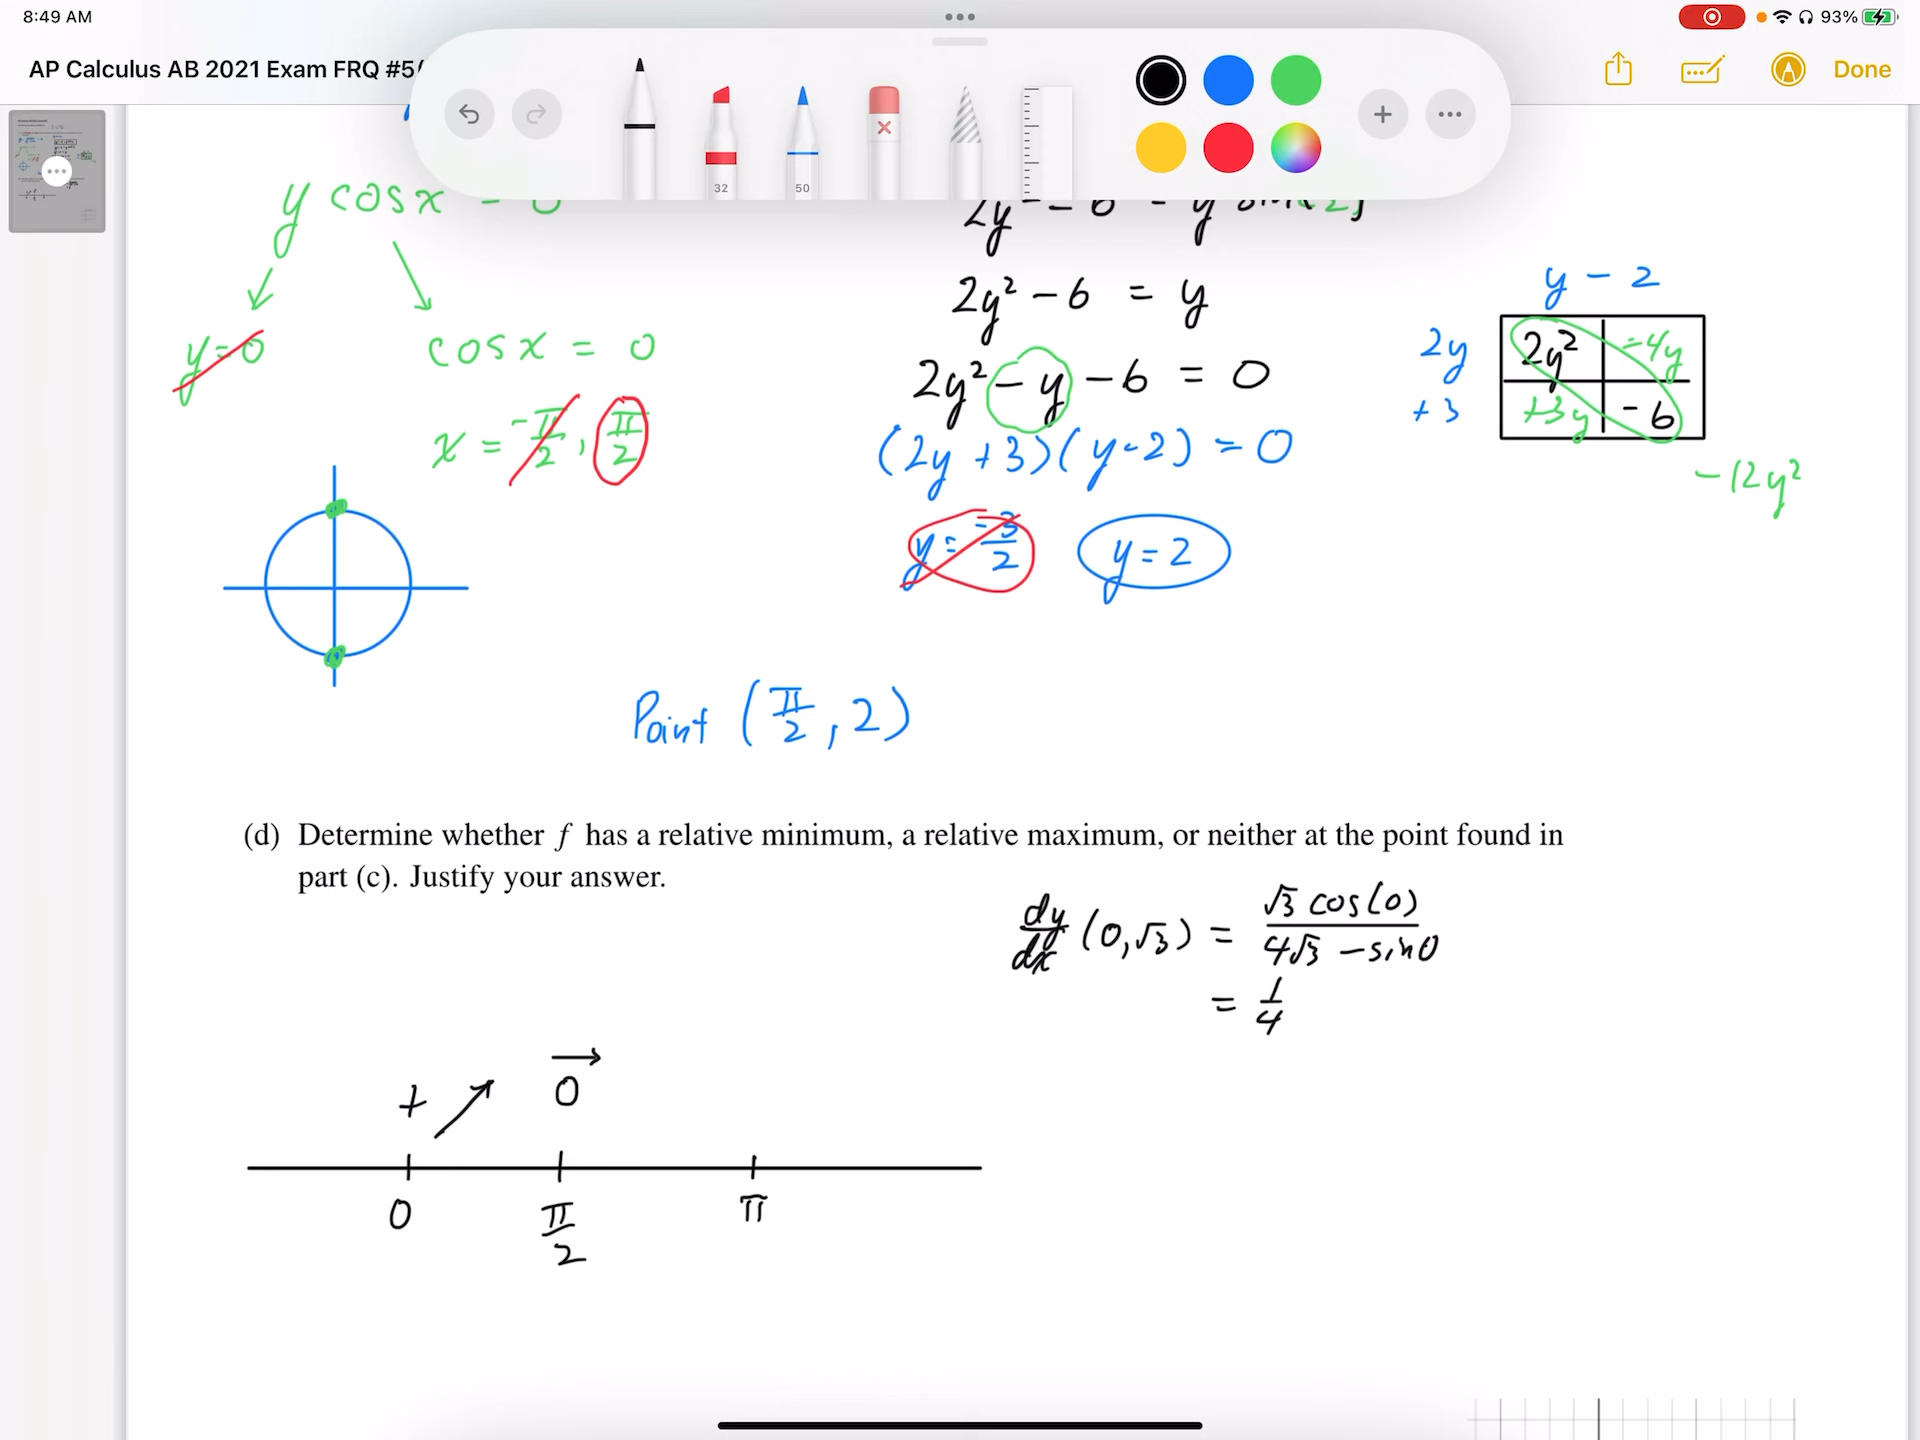 8:49 AM
93%
AP Calculus AB 2021 Exam FRQ #5(
Done
32
50
y cos x = 0
y=0
cos x = 0
x = -π/2, π/2
2y² - 6 = y
2y² - y - 6 = 0
(2y + 3)(y - 2) = 0
y = -3/2
y = 2
y - 2
2y
2y²
-4y
+3
+3y
-6
-12y²
Point (π/2, 2)
(d) Determine whether f has a relative minimum, a relative maximum, or neither at the point found in
part (c). Justify your answer.
dy/dx (0, √3) = √3 cos(0) / 4√3 - sin 0
= 1/4
+
0
0
π/2
π